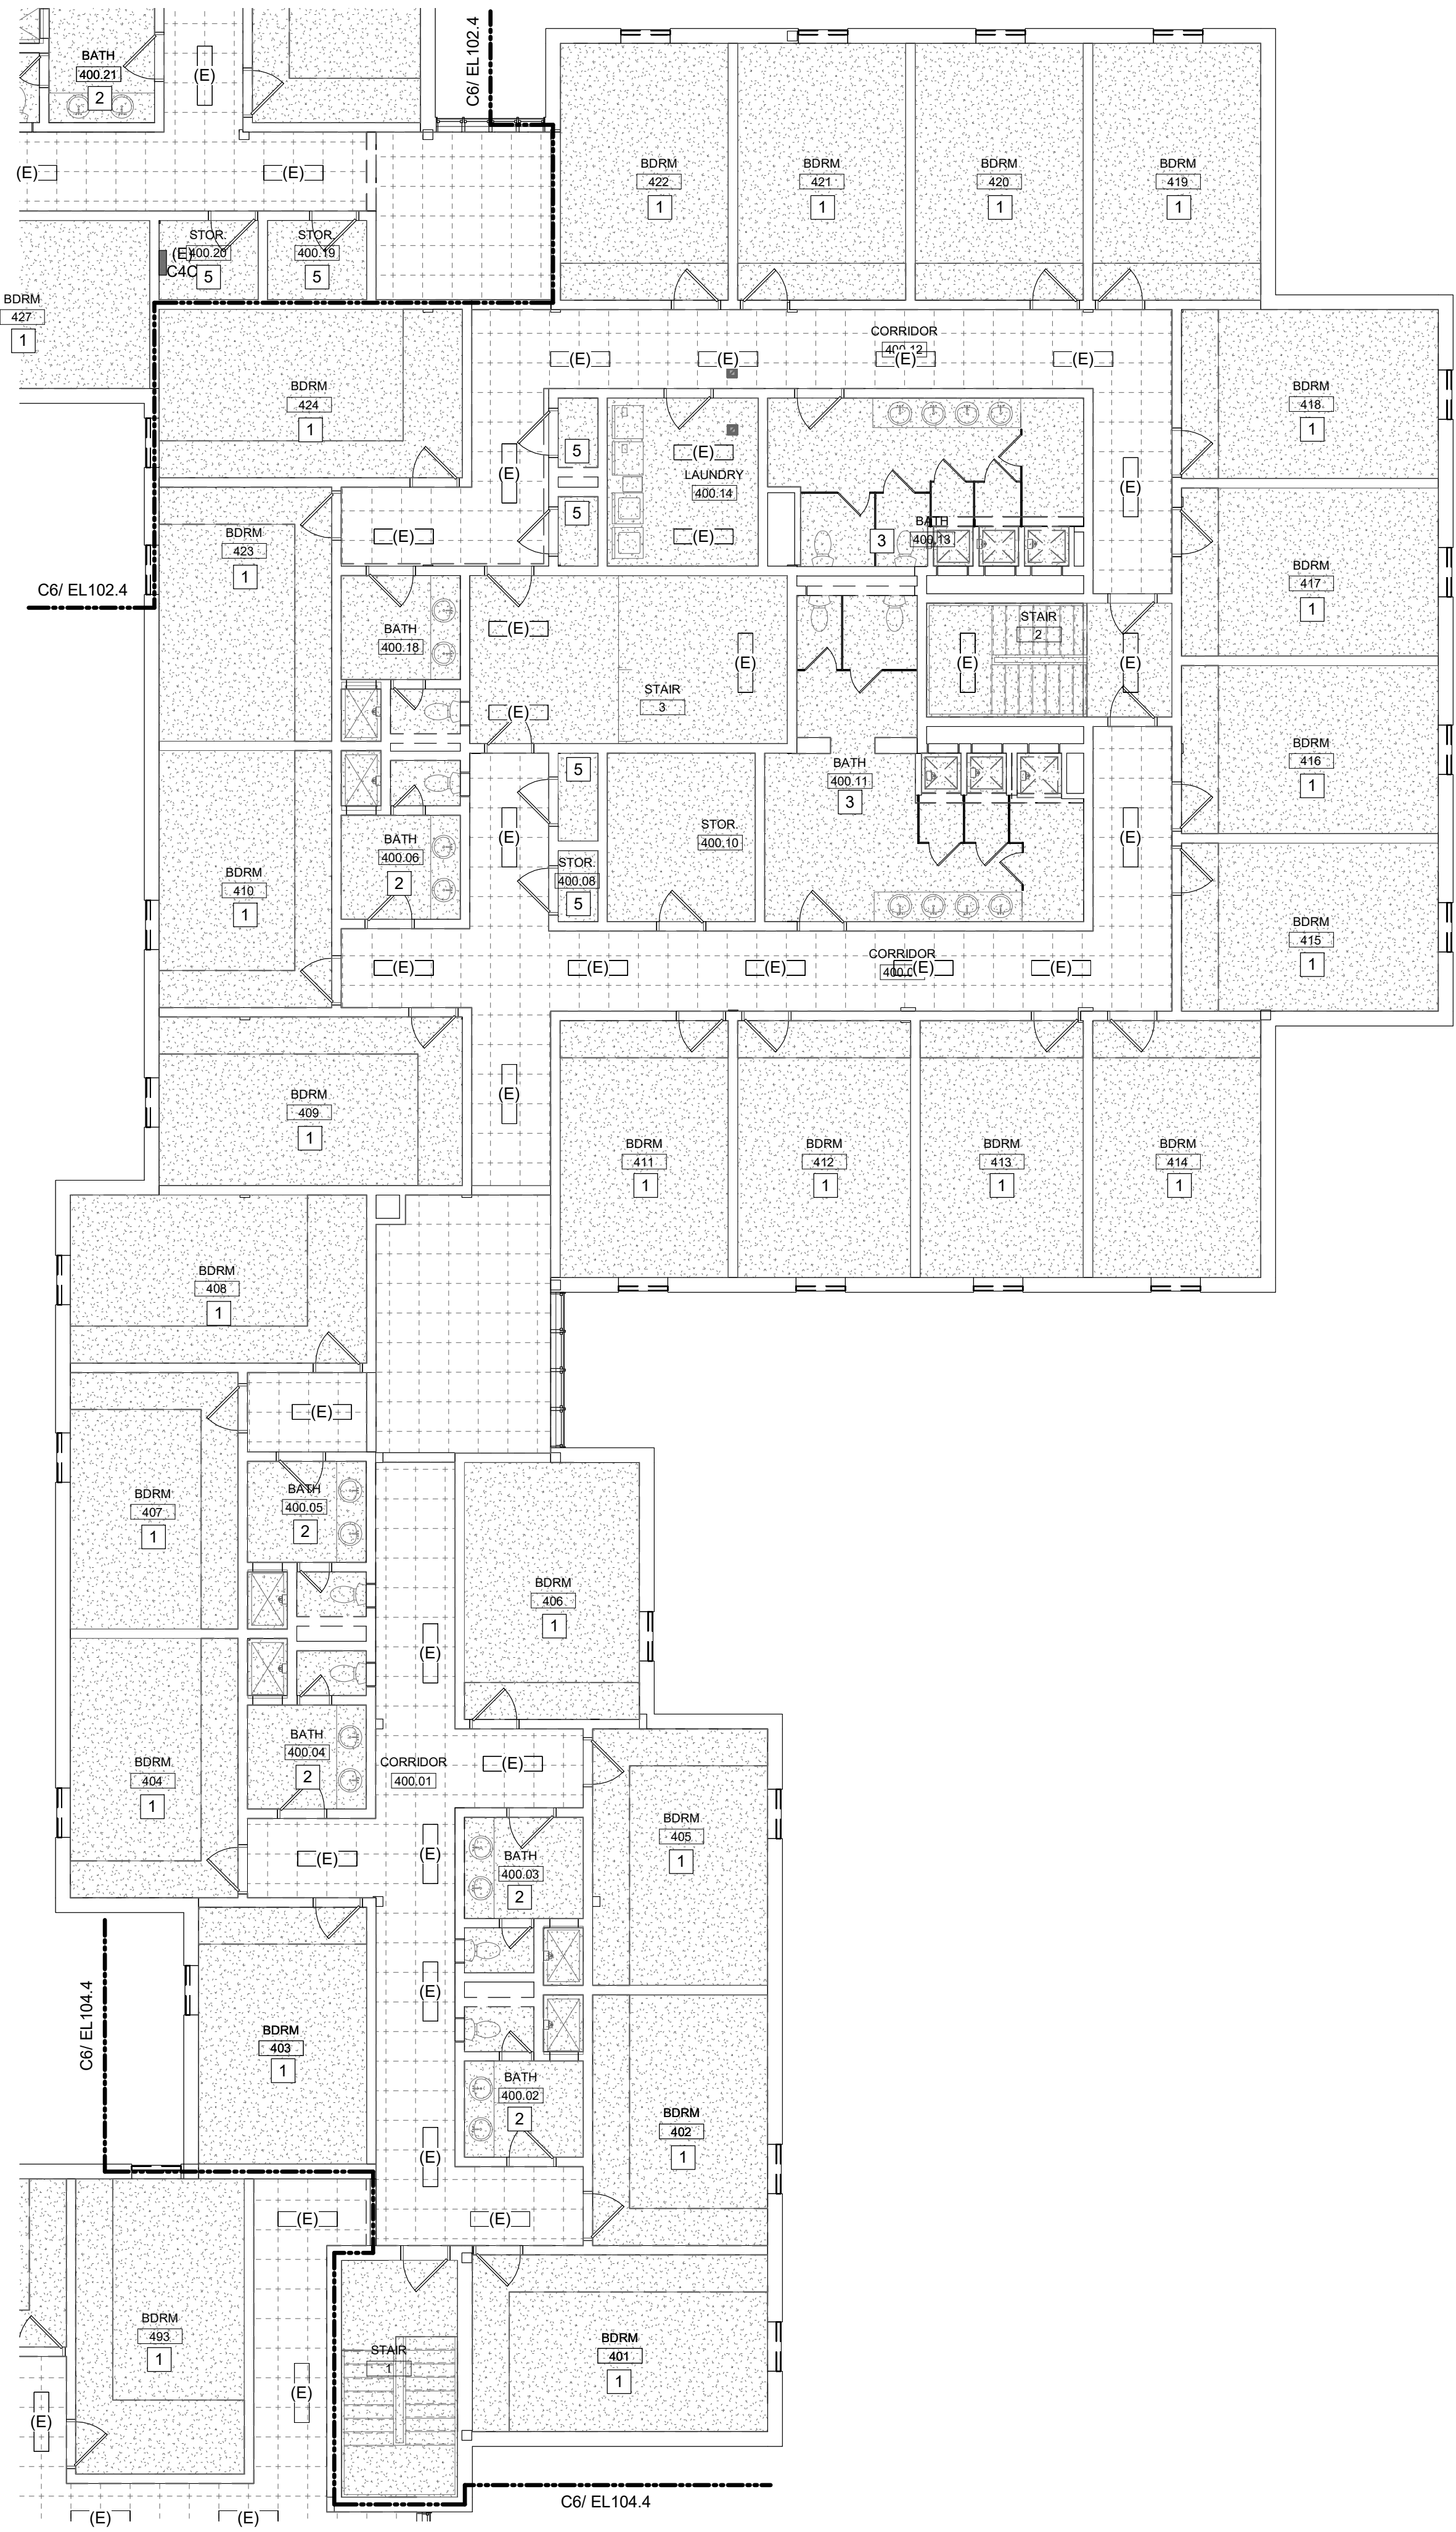 C6/ EL102.4
BATH
400.21
2
(E)
(E)
(E)
BDRM
422
1
BDRM
421
1
BDRM
420
1
BDRM
419
1
STOR.
400.20
(E)
C4C
5
STOR.
400.19
5
BDRM
427
1
CORRIDOR
400.12
(E)
(E)
(E)
(E)
BDRM
424
1
BDRM
418
1
5
(E)
(E)
LAUNDRY
400.14
(E)
5
(E)
(E)
BDRM
423
1
3
BATH
400.13
BDRM
417
1
C6/ EL102.4
BATH
400.18
(E)
(E)
STAIR
2
(E)
(E)
STAIR
3
(E)
BDRM
416
1
5
BATH
400.11
3
STOR.
400.10
(E)
(E)
BATH
400.06
2
STOR.
400.08
5
BDRM
410
1
BDRM
415
1
CORRIDOR
(E)
(E)
(E)
(E)
(E)
BDRM
409
1
(E)
BDRM
411
1
BDRM
412
1
BDRM
413
1
BDRM
414
1
BDRM
408
1
(E)
BDRM
407
1
BATH
400.05
2
BDRM
406
1
(E)
BATH
400.04
2
CORRIDOR
400.01
(E)
BDRM
404
1
BDRM
405
1
(E)
(E)
BATH
400.03
2
C6/ EL104.4
(E)
BDRM
403
1
BATH
400.02
2
BDRM
402
1
(E)
(E)
(E)
BDRM
493
1
STAIR
1
BDRM
401
1
(E)
(E)
C6/ EL104.4
(E)
(E)